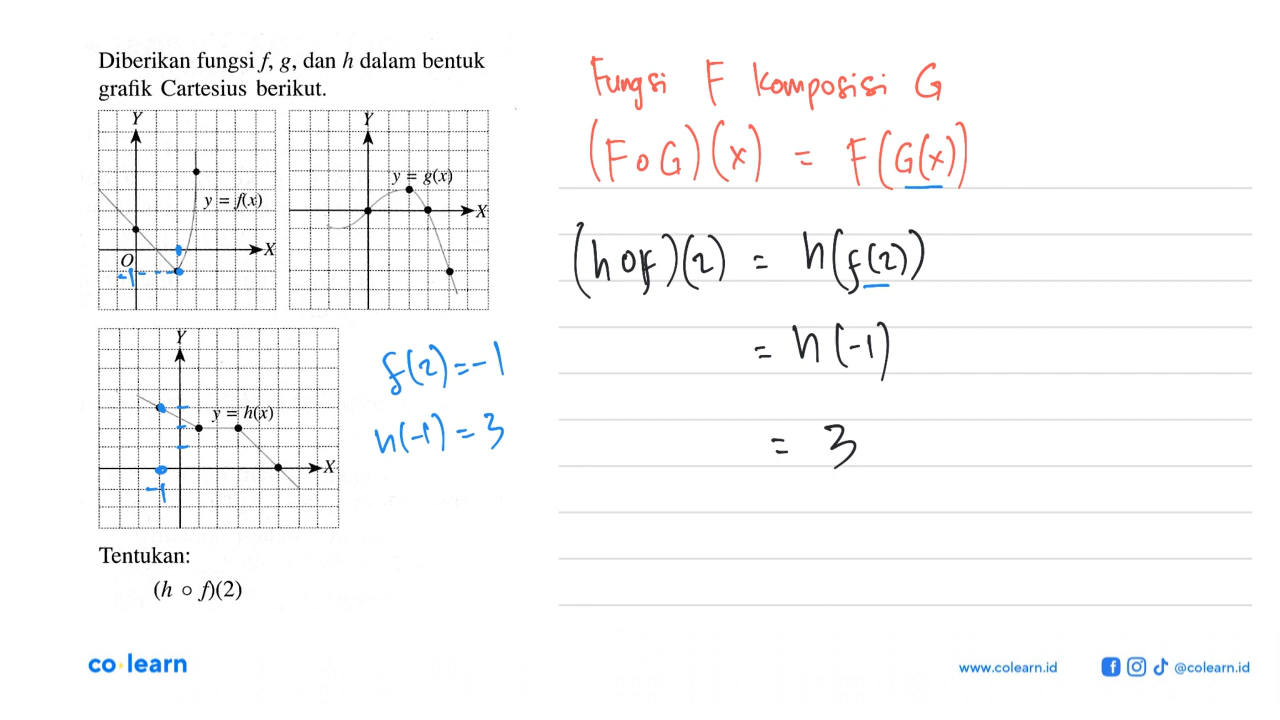 Diberikan fungsi f, g, dan h dalam bentuk
grafik Cartesius berikut.
Y
y = f(x)
X
O
-1
Y
y = g(x)
X
Y
y = h(x)
X
-1
f(2) = -1
h(-1) = 3
Tentukan:
(h ∘ f)(2)
Fungsi F komposisi G
(F o G)(x) = F(G(x))
(h o f)(2) = h(f(2))
= h(-1)
= 3
co learn
www.colearn.id
@colearn.id